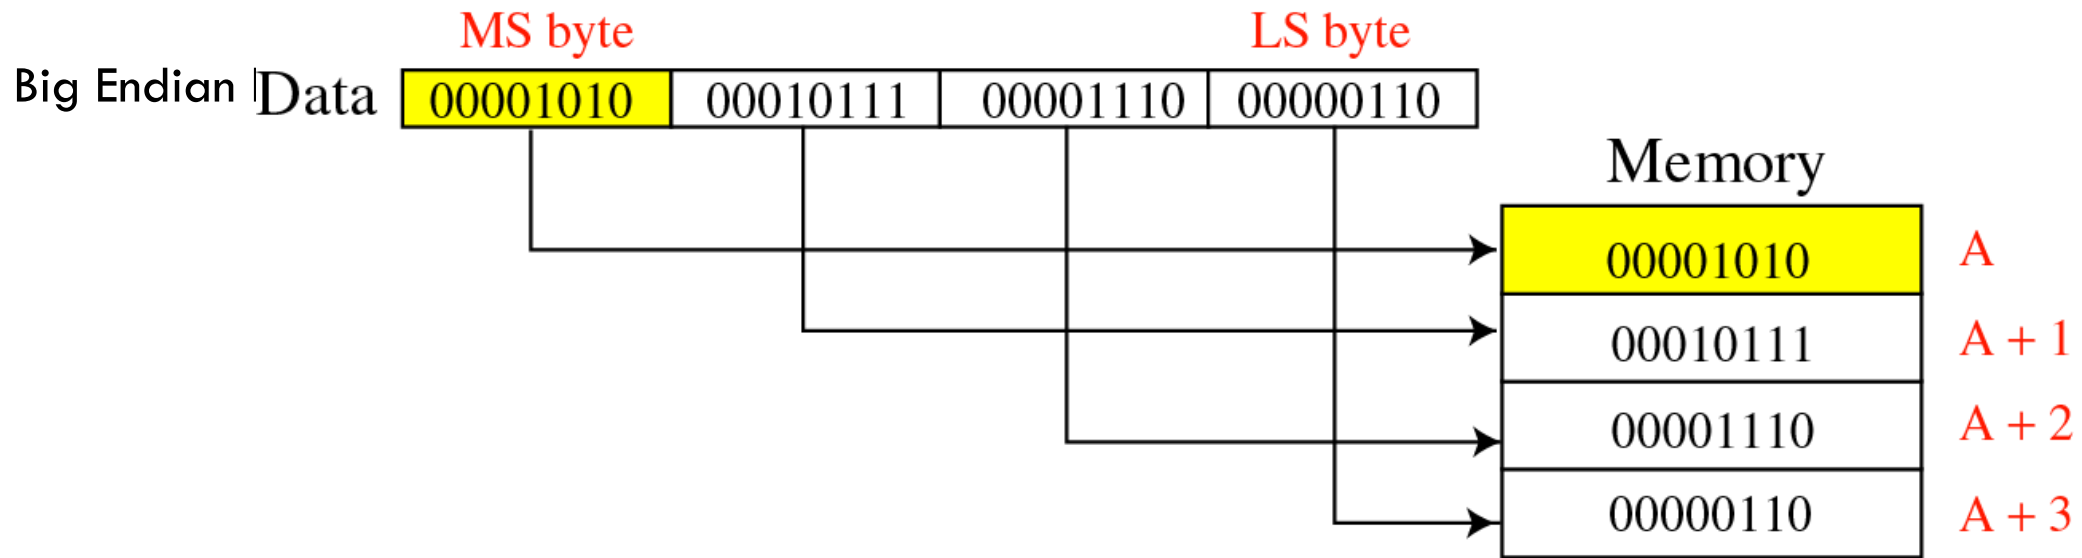 MS byte LS byte
Big Endian Data 00001010 00010111 00001110 00000110
Memory
00001010 A
00010111 A + 1
00001110 A + 2
00000110 A + 3